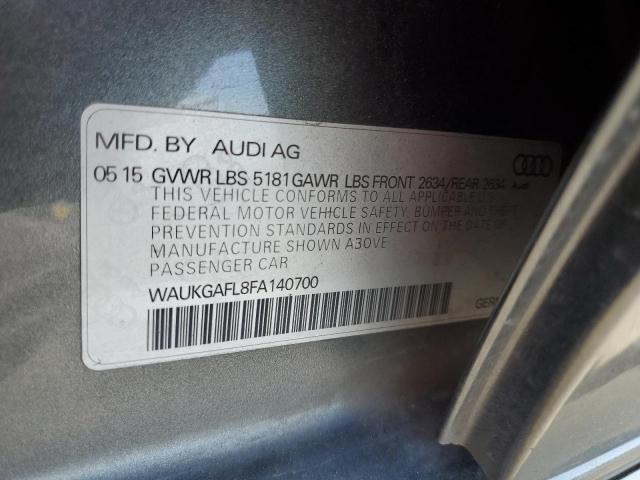 MFD. BY AUDI AG
05 15 GVWR LBS 5181 GAWR LBS FRONT 2634/REAR 2634 Audi
THIS VEHICLE CONFORMS TO ALL APPLICABLE U.S.
FEDERAL MOTOR VEHICLE SAFETY, BUMPER AND THEFT
PREVENTION STANDARDS IN EFFECT ON THE DATE OF
MANUFACTURE SHOWN A30VE
PASSENGER CAR
WAUKGAFL8FA140700